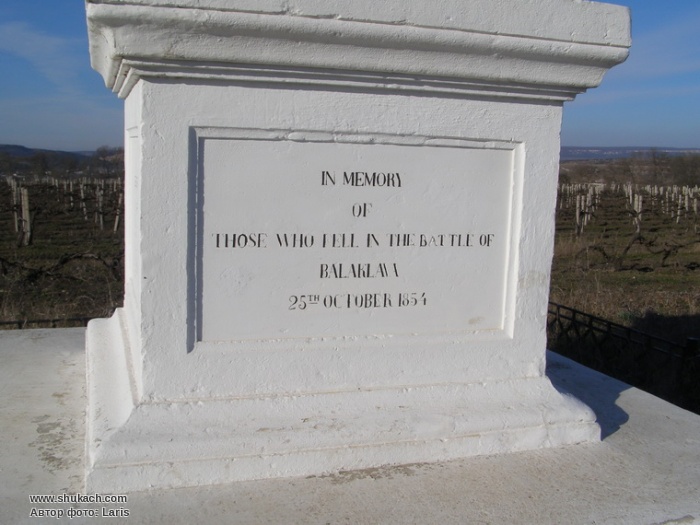 IN MEMORY
OF
THOSE WHO FELL IN THE BATTLE OF
BALAKLAVA
25TH OCTOBER 1854
www.shukach.com
Автор фото: Laris